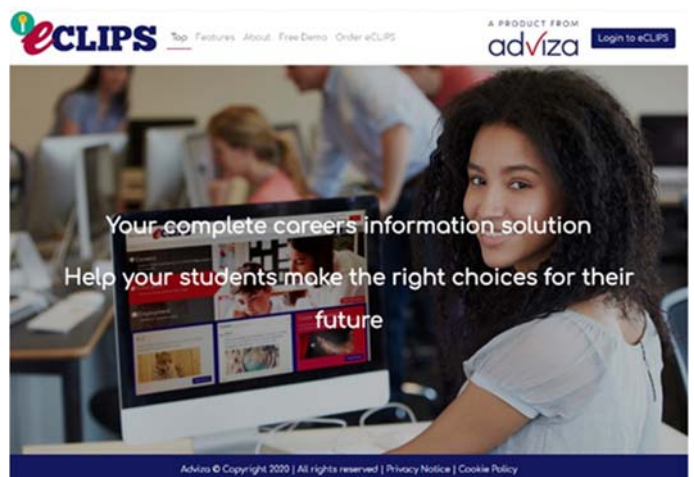 eCLIPS
Top Features About Free Demo Order eCLIPS
A PRODUCT FROM
adviza
Login to eCLIPS
Your complete careers information solution
Help your students make the right choices for their
future
eCLIPS
Adviza © Copyright 2020 | All rights reserved | Privacy Notice | Cookie Policy